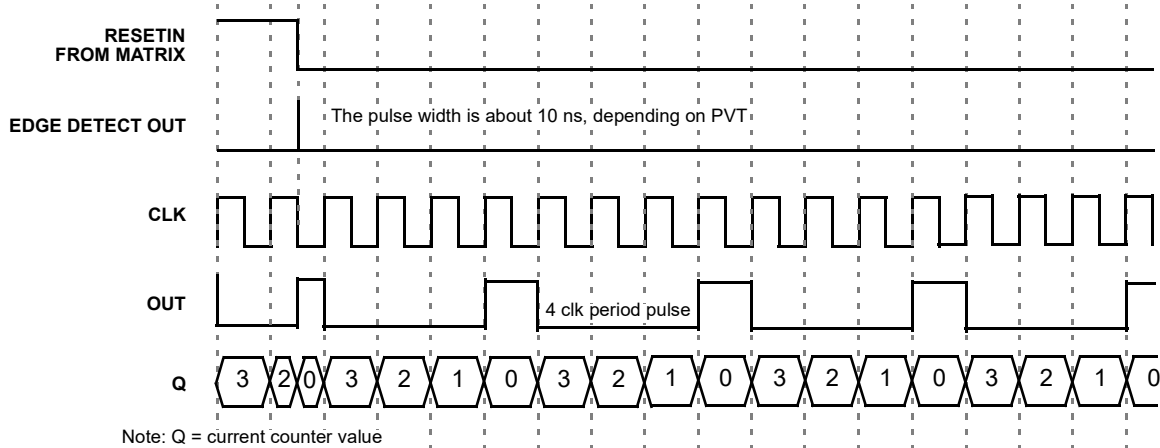 RESETIN
FROM MATRIX
EDGE DETECT OUT
The pulse width is about 10 ns, depending on PVT
CLK
OUT
4 clk period pulse
Q
3 2 0 3 2 1 0 3 2 1 0 3 2 1 0 3 2 1 0
Note: Q = current counter value